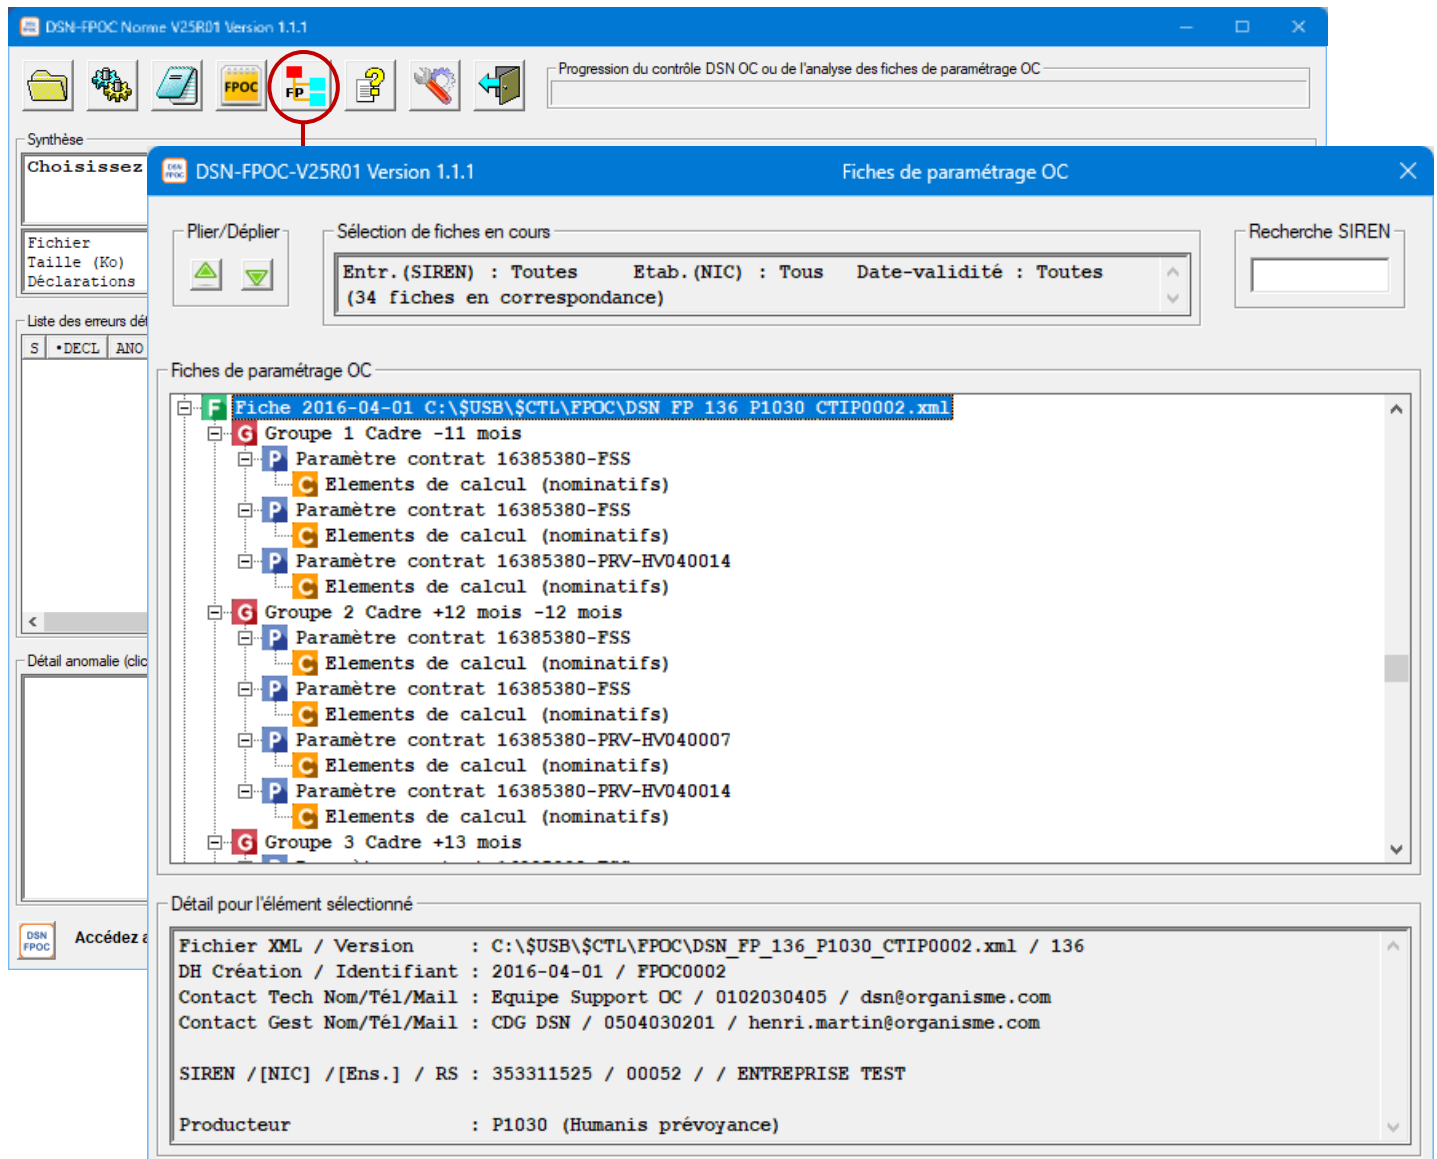 DSN-FPOC Norme V25R01 Version 1.1.1
FPOC
FP
Progression du contrôle DSN OC ou de l'analyse des fiches de paramétrage OC
Synthèse
Choisissez
Fichier
Taille (Ko)
Déclarations
Liste des erreurs dét
S •DECL ANO
Détail anomalie (clic
DSN FPOC
Accédez a
DSN-FPOC-V25R01 Version 1.1.1 Fiches de paramétrage OC
Plier/Déplier
Sélection de fiches en cours
Recherche SIREN
Entr.(SIREN) : Toutes Etab.(NIC) : Tous Date-validité : Toutes
(34 fiches en correspondance)
Fiches de paramétrage OC
F Fiche 2016-04-01 C:\$USB\$CTL\FPOC\DSN_FP_136_P1030_CTIP0002.xml
G Groupe 1 Cadre -11 mois
P Paramètre contrat 16385380-FSS
C Elements de calcul (nominatifs)
P Paramètre contrat 16385380-FSS
C Elements de calcul (nominatifs)
P Paramètre contrat 16385380-PRV-HV040014
C Elements de calcul (nominatifs)
G Groupe 2 Cadre +12 mois -12 mois
P Paramètre contrat 16385380-FSS
C Elements de calcul (nominatifs)
P Paramètre contrat 16385380-FSS
C Elements de calcul (nominatifs)
P Paramètre contrat 16385380-PRV-HV040007
C Elements de calcul (nominatifs)
P Paramètre contrat 16385380-PRV-HV040014
C Elements de calcul (nominatifs)
G Groupe 3 Cadre +13 mois
Détail pour l'élément sélectionné
Fichier XML / Version : C:\$USB\$CTL\FPOC\DSN_FP_136_P1030_CTIP0002.xml / 136
DH Création / Identifiant : 2016-04-01 / FPOC0002
Contact Tech Nom/Tél/Mail : Equipe Support OC / 0102030405 / dsn@organisme.com
Contact Gest Nom/Tél/Mail : CDG DSN / 0504030201 / henri.martin@organisme.com
SIREN /[NIC] /[Ens.] / RS : 353311525 / 00052 / / ENTREPRISE TEST
Producteur : P1030 (Humanis prévoyance)